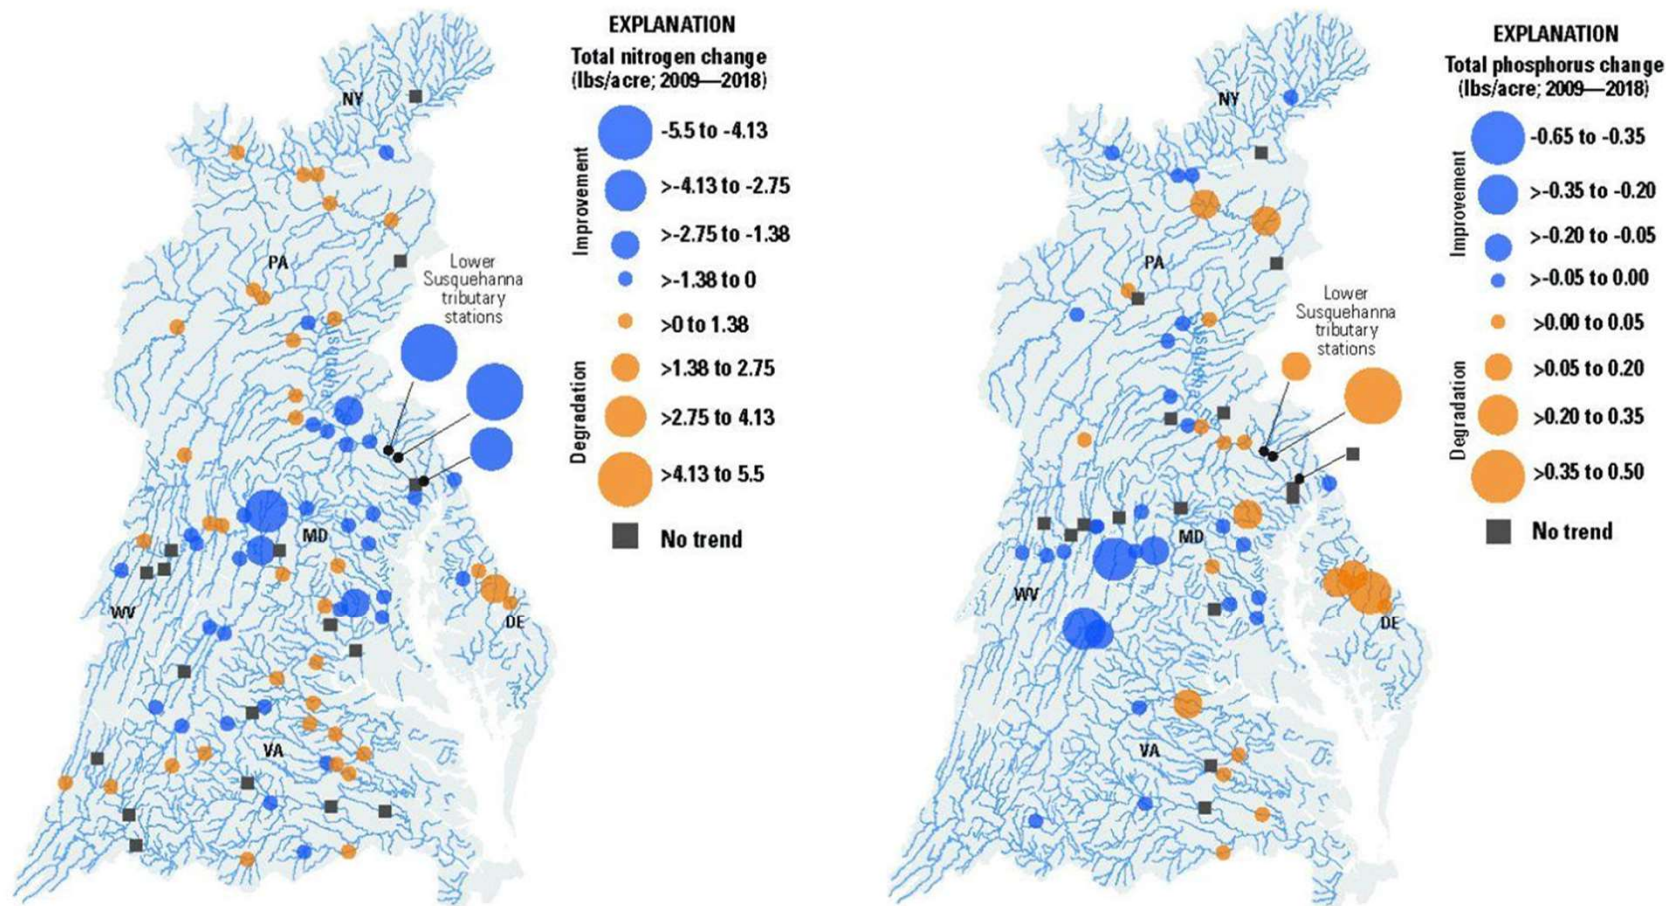 EXPLANATION
Total nitrogen change
(lbs/acre; 2009—2018)
Improvement
-5.5 to -4.13
>-4.13 to -2.75
>-2.75 to -1.38
>-1.38 to 0
Degradation
>0 to 1.38
>1.38 to 2.75
>2.75 to 4.13
>4.13 to 5.5
No trend
NY
PA
Lower
Susquehanna
tributary
stations
Susquehanna
MD
WV
DE
VA
EXPLANATION
Total phosphorus change
(lbs/acre; 2009—2018)
Improvement
-0.65 to -0.35
>-0.35 to -0.20
>-0.20 to -0.05
>-0.05 to 0.00
Degradation
>0.00 to 0.05
>0.05 to 0.20
>0.20 to 0.35
>0.35 to 0.50
No trend
NY
PA
Lower
Susquehanna
tributary
stations
Susquehanna
MD
WV
DE
VA